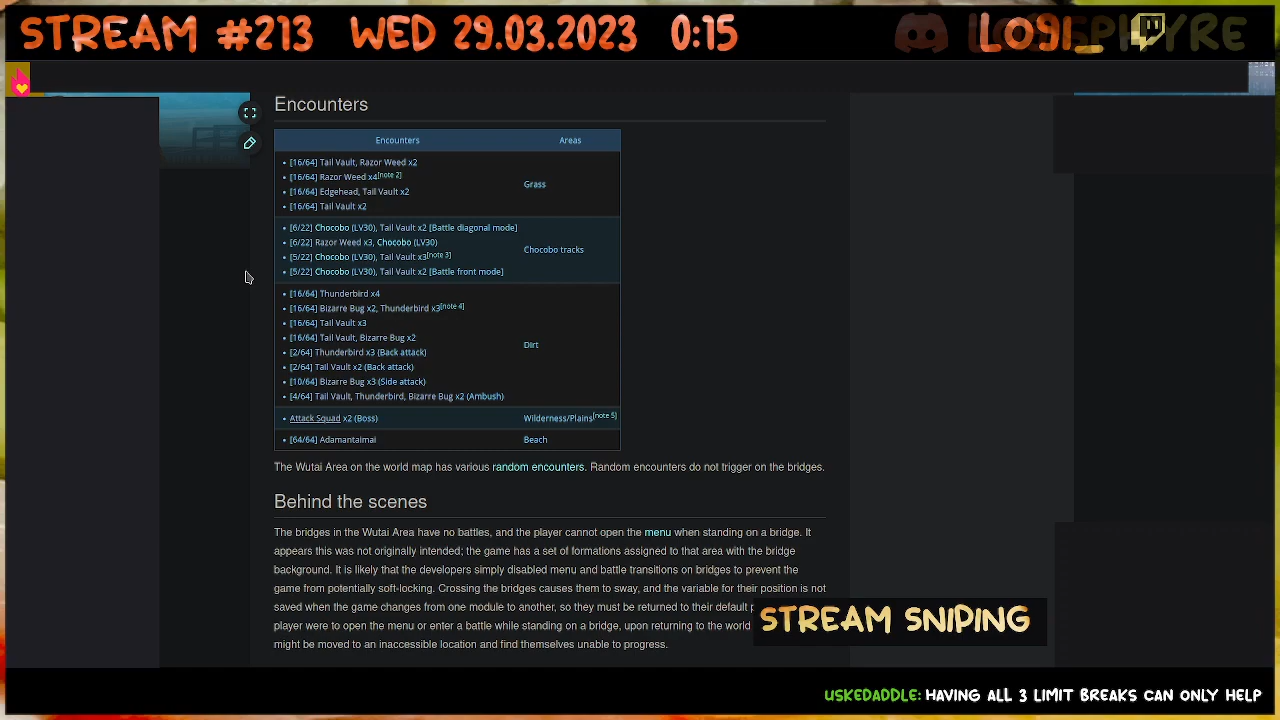 STREAM #213 WED 29.03.2023 0:15
Encounters
Encounters Areas
• [16/64] Tail Vault, Razor Weed x2
• [16/64] Razor Weed x4[note 2]
• [16/64] Edgehead, Tail Vault x2
• [16/64] Tail Vault x2
Grass
• [6/22] Chocobo (LV30), Tail Vault x2 [Battle diagonal mode]
• [6/22] Razor Weed x3, Chocobo (LV30)
• [5/22] Chocobo (LV30), Tail Vault x3[note 3]
• [5/22] Chocobo (LV30), Tail Vault x2 [Battle front mode]
Chocobo tracks
• [16/64] Thunderbird x4
• [16/64] Bizarre Bug x2, Thunderbird x3[note 4]
• [16/64] Tail Vault x3
• [16/64] Tail Vault, Bizarre Bug x2
• [2/64] Thunderbird x3 (Back attack)
• [2/64] Tail Vault x2 (Back attack)
• [10/64] Bizarre Bug x3 (Side attack)
• [4/64] Tail Vault, Thunderbird, Bizarre Bug x2 (Ambush)
Dirt
• Attack Squad x2 (Boss) Wilderness/Plains[note 5]
• [64/64] Adamantaimai Beach
The Wutai Area on the world map has various random encounters. Random encounters do not trigger on the bridges.
Behind the scenes
The bridges in the Wutai Area have no battles, and the player cannot open the menu when standing on a bridge. It
appears this was not originally intended; the game has a set of formations assigned to that area with the bridge
background. It is likely that the developers simply disabled menu and battle transitions on bridges to prevent the
game from potentially soft-locking. Crossing the bridges causes them to sway, and the variable for their position is not
saved when the game changes from one module to another, so they must be returned to their default
player were to open the menu or enter a battle while standing on a bridge, upon returning to the world
might be moved to an inaccessible location and find themselves unable to progress.
STREAM SNIPING
USKEDADDLE: HAVING ALL 3 LIMIT BREAKS CAN ONLY HELP